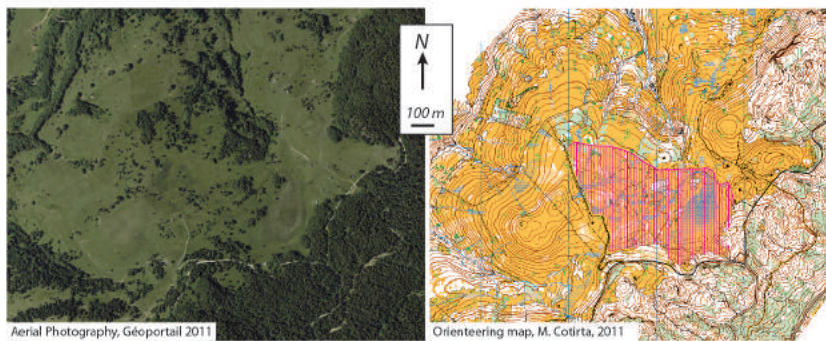 N
100 m
Aerial Photography, Géoportail 2011
Orienteering map, M. Cotirta, 2011